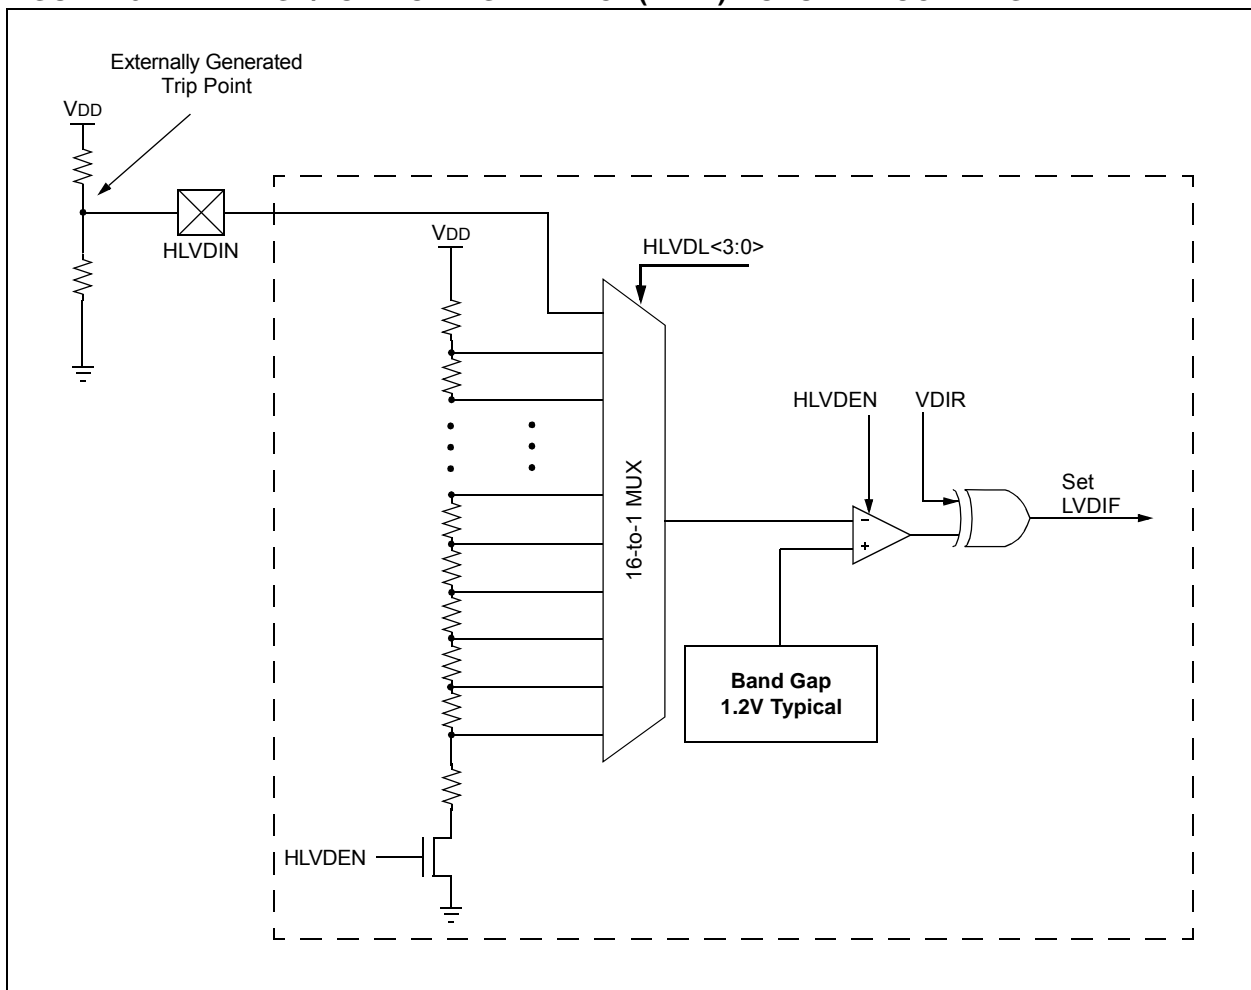 Externally Generated
Trip Point
VDD
HLVDIN
VDD
HLVDL<3:0>
16-to-1 MUX
HLVDEN
VDIR
Set
LVDIF
−
+
Band Gap
1.2V Typical
HLVDEN